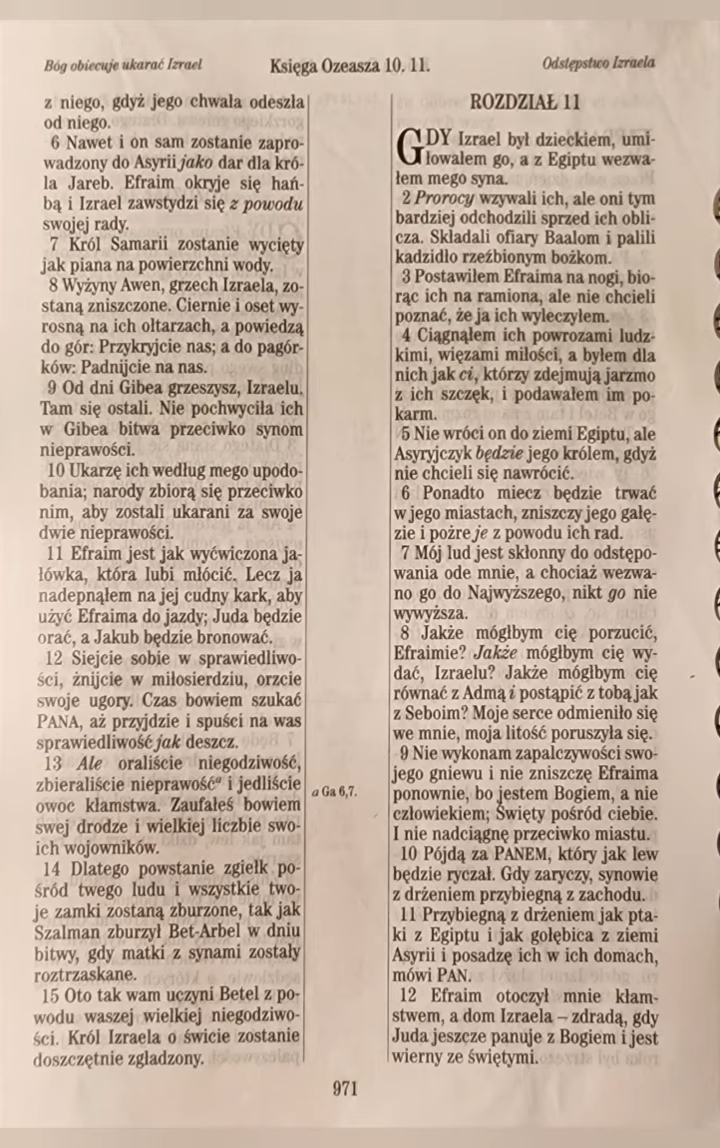 Bóg obiecuje ukarać Izrael
Księga Ozeasza 10. 11.
Odstępstwo Izraela
z niego, gdyż jego chwała odeszła
od niego.
6 Nawet i on sam zostanie zapro-
wadzony do Asyrii jako dar dla kró-
la Jareb. Efraim okryje się hań-
bą i Izrael zawstydzi się z powodu
swojej rady.
7 Król Samarii zostanie wycięty
jak piana na powierzchni wody.
8 Wyżyny Awen, grzech Izraela, zo-
staną zniszczone. Ciernie i oset wy-
rosną na ich ołtarzach, a powiedzą
do gór: Przykryjcie nas; a do pagór-
ków: Padnijcie na nas.
9 Od dni Gibea grzeszysz, Izraelu.
Tam się ostali. Nie pochwyciła ich
w Gibea bitwa przeciwko synom
nieprawości.
10 Ukarzę ich według mego upodo-
bania; narody zbiorą się przeciwko
nim, aby zostali ukarani za swoje
dwie nieprawości.
11 Efraim jest jak wyćwiczona ja-
łówka, która lubi młócić. Lecz ja
nadepnąłem na jej cudny kark, aby
użyć Efraima do jazdy; Juda będzie
orać, a Jakub będzie bronować.
12 Siejcie sobie w sprawiedliwo-
ści, żnijcie w miłosierdziu, orzcie
swoje ugory. Czas bowiem szukać
PANA, aż przyjdzie i spuści na was
sprawiedliwość jak deszcz.
13 Ale oraliście niegodziwość,
zbieraliście nieprawość a i jedliście
owoc kłamstwa. Zaufałeś bowiem
swej drodze i wielkiej liczbie swo-
ich wojowników.
14 Dlatego powstanie zgiełk po-
śród twego ludu i wszystkie two-
je zamki zostaną zburzone, tak jak
Szalman zburzył Bet-Arbel w dniu
bitwy, gdy matki z synami zostały
roztrzaskane.
15 Oto tak wam uczyni Betel z po-
wodu waszej wielkiej niegodziwo-
ści. Król Izraela o świcie zostanie
doszczętnie zgładzony.
a Ga 6,7.
ROZDZIAŁ 11
GDY Izrael był dzieckiem, umi-
łowałem go, a z Egiptu wezwa-
łem mego syna.
2 Prorocy wzywali ich, ale oni tym
bardziej odchodzili sprzed ich obli-
cza. Składali ofiary Baalom i palili
kadzidło rzeźbionym bożkom.
3 Postawiłem Efraima na nogi, bio-
rąc ich na ramiona, ale nie chcieli
poznać, że ja ich wyleczyłem.
4 Ciągnąłem ich powrozami ludz-
kimi, więzami miłości, a byłem dla
nich jak ci, którzy zdejmują jarzmo
z ich szczęk, i podawałem im po-
karm.
5 Nie wróci on do ziemi Egiptu, ale
Asyryjczyk będzie jego królem, gdyż
nie chcieli się nawrócić.
6 Ponadto miecz będzie trwać
w jego miastach, zniszczy jego gałę-
zie i pożre je z powodu ich rad.
7 Mój lud jest skłonny do odstępo-
wania ode mnie, a chociaż wezwa-
no go do Najwyższego, nikt go nie
wywyższa.
8 Jakże mógłbym cię porzucić,
Efraimie? Jakże mógłbym cię wy-
dać, Izraelu? Jakże mógłbym cię
równać z Admą i postąpić z tobą jak
z Seboim? Moje serce odmieniło się
we mnie, moja litość poruszyła się.
9 Nie wykonam zapalczywości swo-
jego gniewu i nie zniszczę Efraima
ponownie, bo jestem Bogiem, a nie
człowiekiem; Święty pośród ciebie.
I nie nadciągnę przeciwko miastu.
10 Pójdą za PANEM, który jak lew
będzie ryczał. Gdy zaryczy, synowie
z drżeniem przybiegną z zachodu.
11 Przybiegną z drżeniem jak pta-
ki z Egiptu i jak gołębica z ziemi
Asyrii i posadzę ich w ich domach,
mówi PAN.
12 Efraim otoczył mnie kłam-
stwem, a dom Izraela – zdradą, gdy
Juda jeszcze panuje z Bogiem i jest
wierny ze świętymi.
971